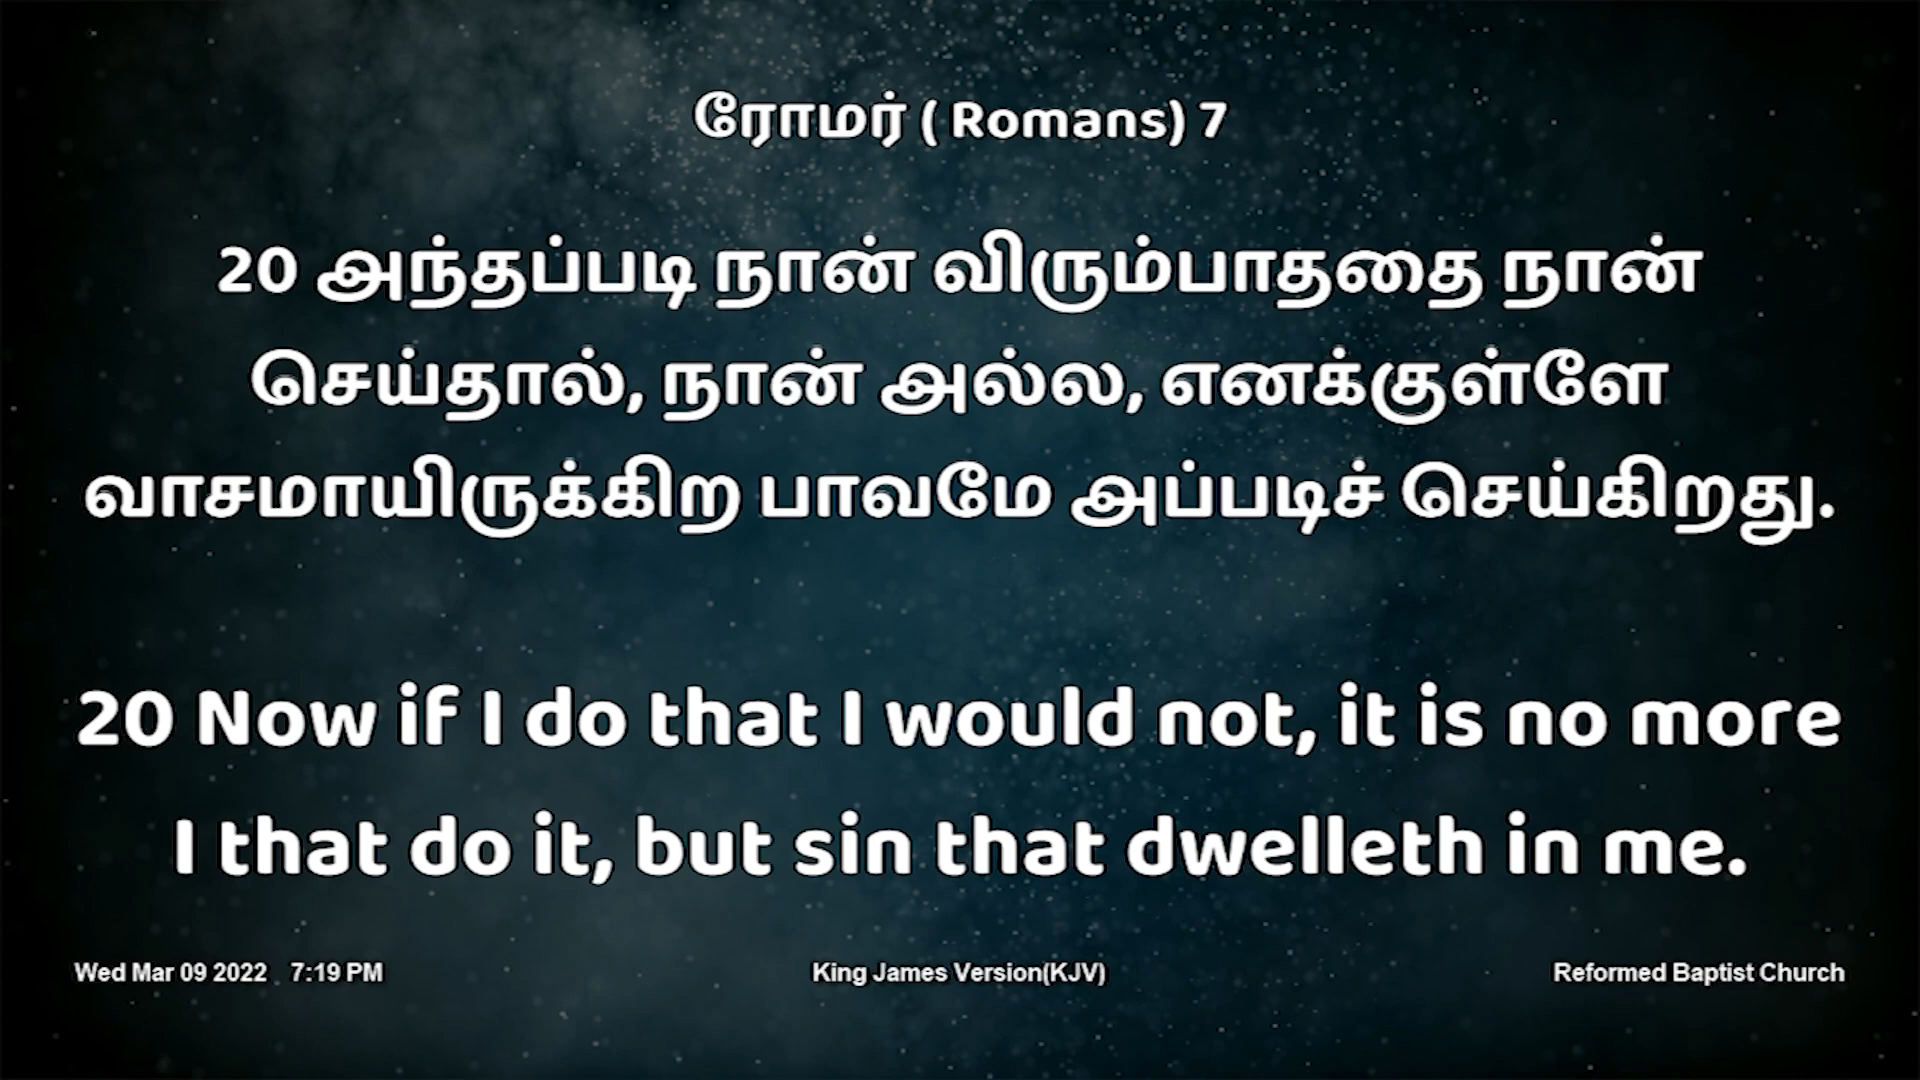 ரோமர் ( Romans) 7
20 அந்தப்படி நான் விரும்பாததை நான்
செய்தால், நான் அல்ல, எனக்குள்ளே
வாசமாயிருக்கிற பாவமே அப்படிச் செய்கிறது.
20 Now if I do that I would not, it is no more
I that do it, but sin that dwelleth in me.
Wed Mar 09 2022 7:19 PM
King James Version(KJV)
Reformed Baptist Church